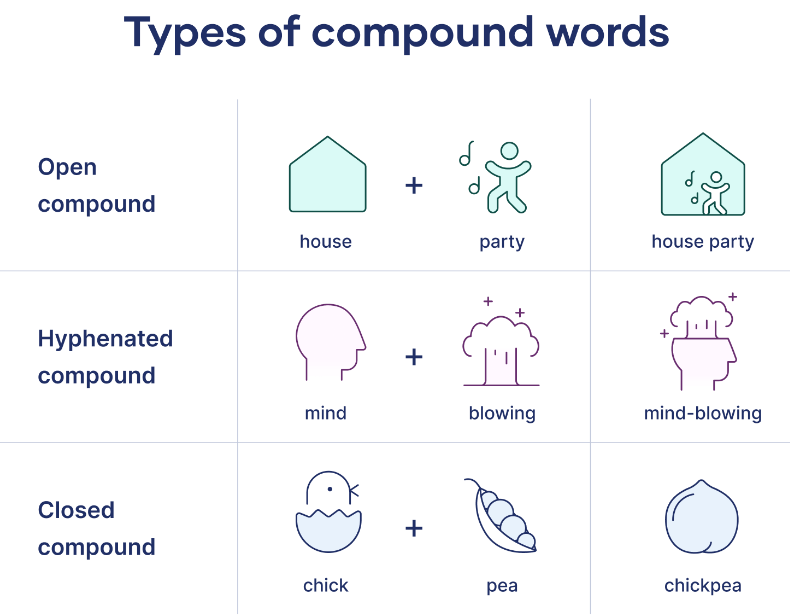 Types of compound words
Open
compound
+
house
party
house party
Hyphenated
compound
+
mind
blowing
mind-blowing
Closed
compound
+
chick
pea
chickpea